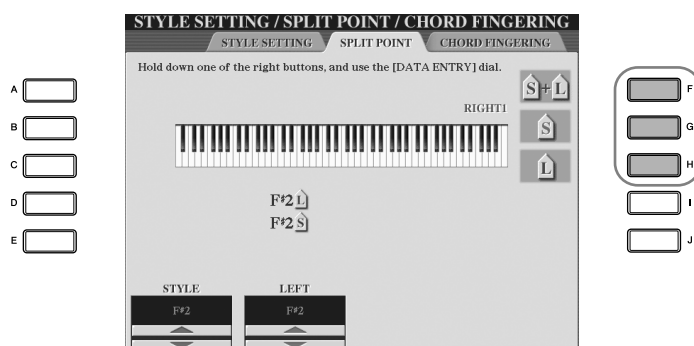 STYLE SETTING / SPLIT POINT / CHORD FINGERING
STYLE SETTING SPLIT POINT CHORD FINGERING
Hold down one of the right buttons, and use the [DATA ENTRY] dial.
A
S+L
F
RIGHT1
B
S
G
C
L
H
D
F♯2 L
I
F♯2 S
E
J
STYLE LEFT
F♯2 F♯2